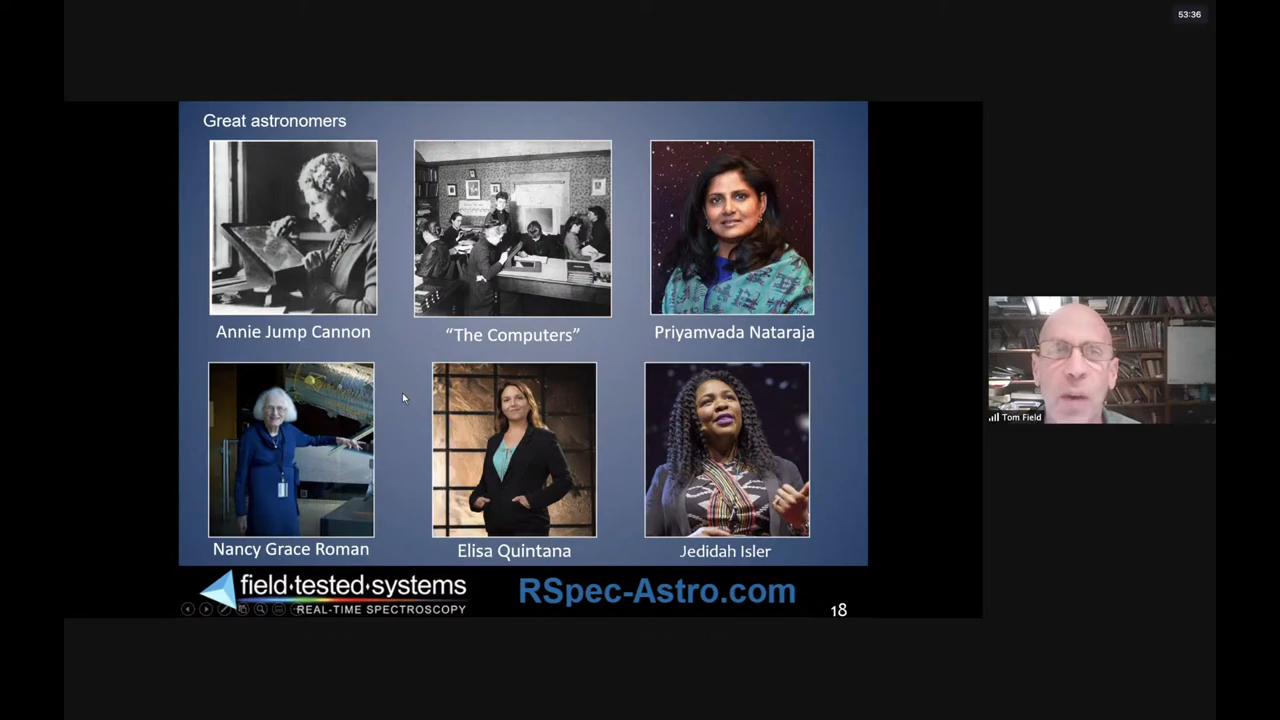 53:36
Great astronomers
Annie Jump Cannon
“The Computers”
Priyamvada Nataraja
Nancy Grace Roman
Elisa Quintana
Jedidah Isler
Tom Field
field·tested·systems
REAL-TIME SPECTROSCOPY
RSpec-Astro.com
18